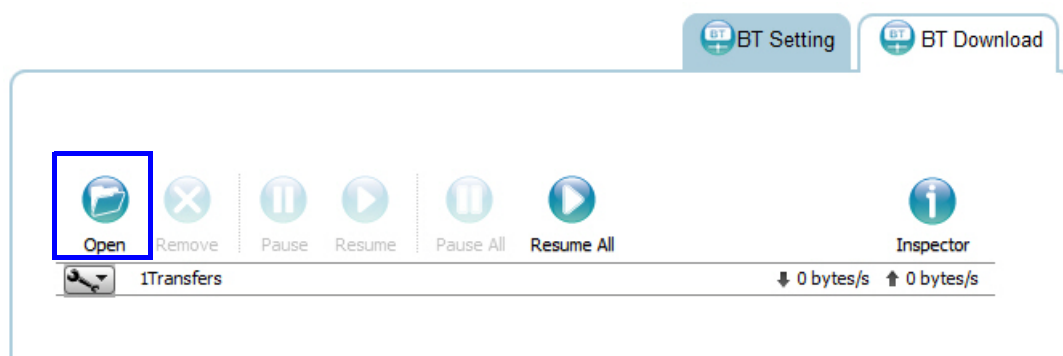 BT Setting BT Download
Open Remove Pause Resume Pause All Resume All Inspector
1Transfers 0 bytes/s 0 bytes/s